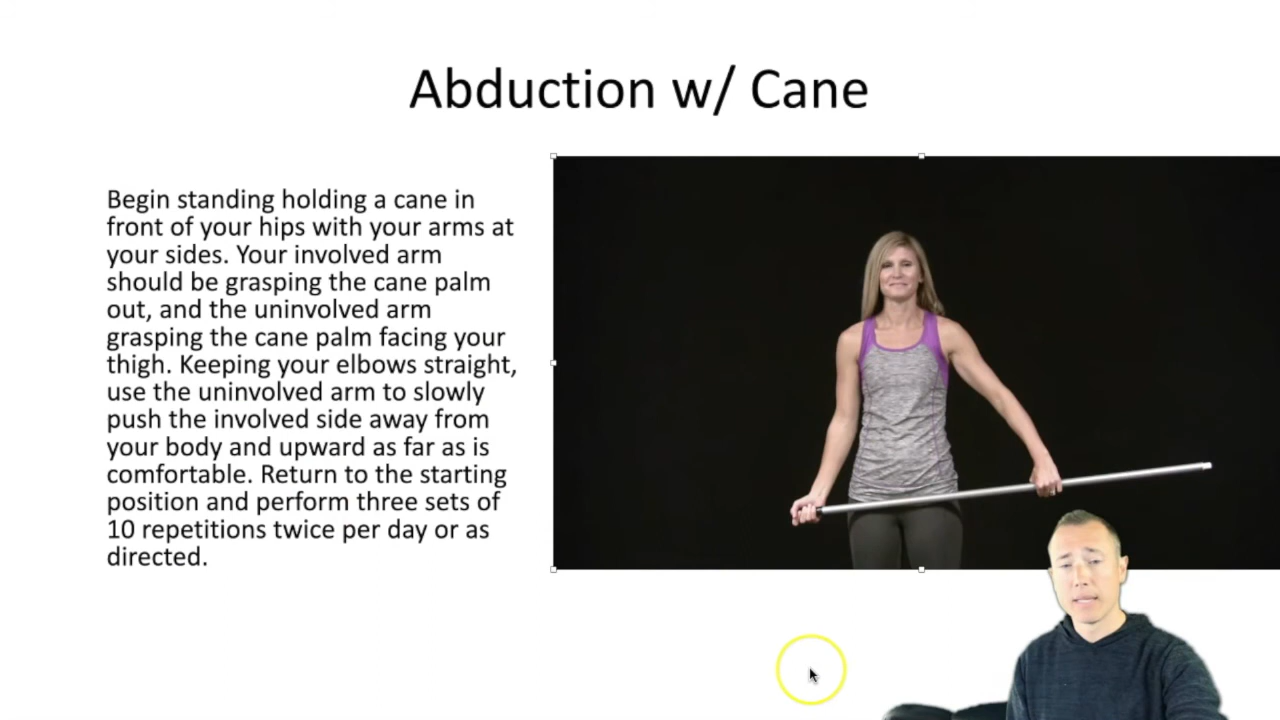 Abduction w/ Cane
Begin standing holding a cane in
front of your hips with your arms at
your sides. Your involved arm
should be grasping the cane palm
out, and the uninvolved arm
grasping the cane palm facing your
thigh. Keeping your elbows straight,
use the uninvolved arm to slowly
push the involved side away from
your body and upward as far as is
comfortable. Return to the starting
position and perform three sets of
10 repetitions twice per day or as
directed.